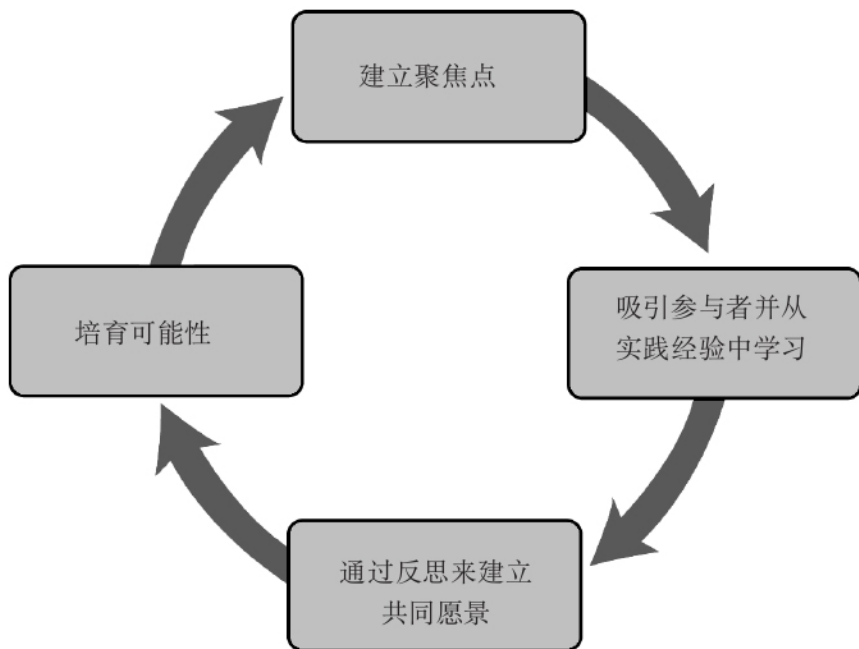 建立聚焦点
吸引参与者并从
实践经验中学习
通过反思来建立
共同愿景
培育可能性